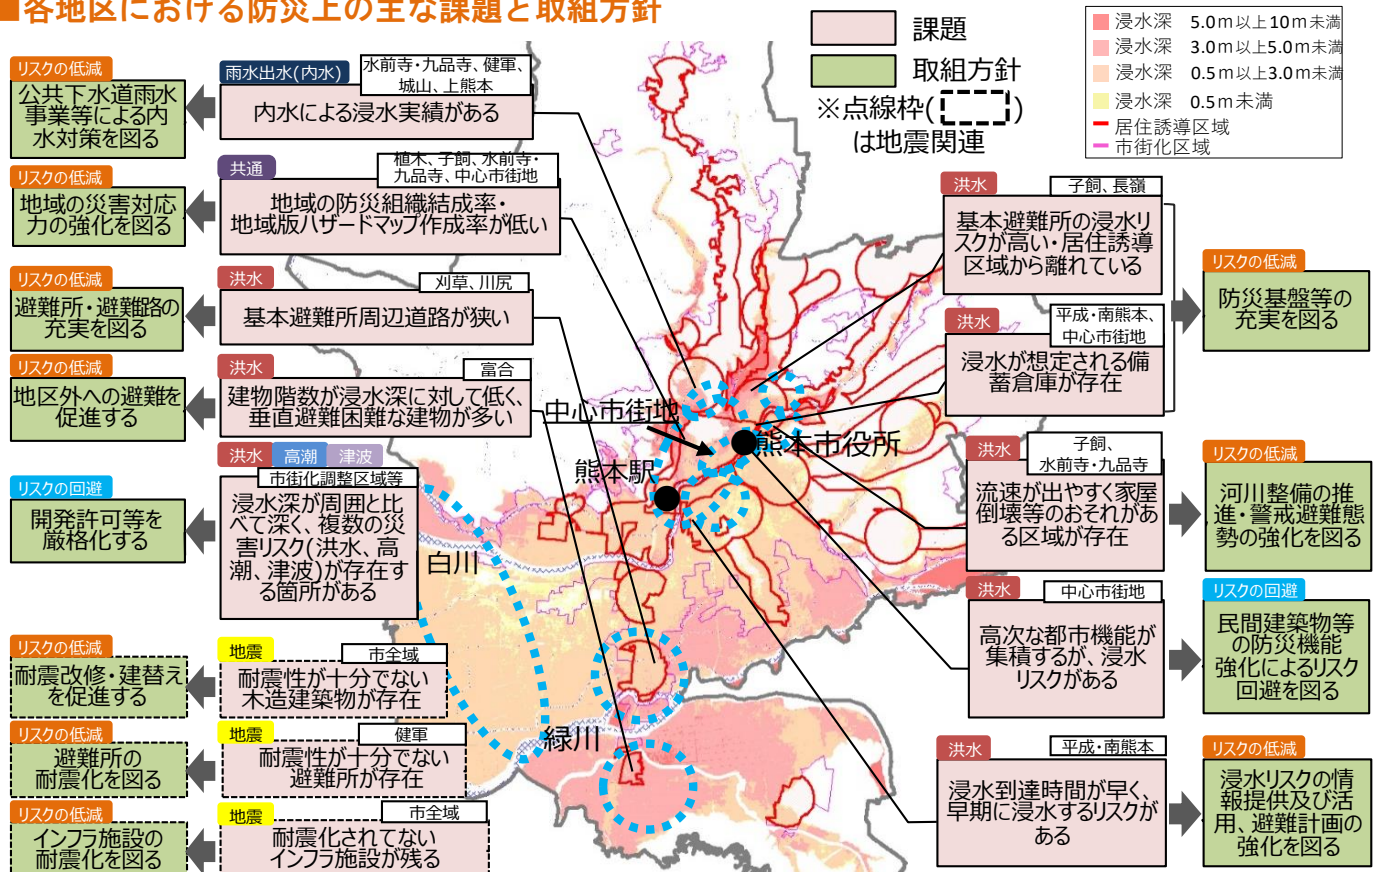 ■各地区における防災上の主な課題と取組方針
課題
取組方針
※点線枠( )
は地震関連
浸水深 5.0m以上10m未満
浸水深 3.0m以上5.0m未満
浸水深 0.5m以上3.0m未満
浸水深 0.5m未満
居住誘導区域
市街化区域
リスクの低減
公共下水道雨水
事業等による内
水対策を図る
雨水出水(内水)
水前寺・九品寺、健軍、
城山、上熊本
内水による浸水実績がある
リスクの低減
地域の災害対応
力の強化を図る
共通
植木、子飼、水前寺・
九品寺、中心市街地
地域の防災組織結成率・
地域版ハザードマップ作成率が低い
リスクの低減
避難所・避難路の
充実を図る
洪水
刈草、川尻
基本避難所周辺道路が狭い
リスクの低減
地区外への避難を
促進する
洪水
富合
建物階数が浸水深に対して低く、
垂直避難困難な建物が多い
リスクの回避
開発許可等を
厳格化する
洪水
高潮
津波
市街化調整区域等
浸水深が周囲と比
べて深く、複数の災
害リスク(洪水、高
潮、津波)が存在す
る箇所がある
リスクの低減
耐震改修・建替え
を促進する
地震
市全域
耐震性が十分でない
木造建築物が存在
リスクの低減
避難所の
耐震化を図る
地震
健軍
耐震性が十分でない
避難所が存在
リスクの低減
インフラ施設の
耐震化を図る
地震
市全域
耐震化されてない
インフラ施設が残る
中心市街地
熊本市役所
熊本駅
白川
緑川
洪水
子飼、長嶺
基本避難所の浸水リ
スクが高い・居住誘導
区域から離れている
洪水
平成・南熊本、
中心市街地
浸水が想定される備
蓄倉庫が存在
リスクの低減
防災基盤等の
充実を図る
洪水
子飼、
水前寺・九品寺
流速が出やすく家屋
倒壊等のおそれがあ
る区域が存在
リスクの低減
河川整備の推
進・警戒避難態
勢の強化を図る
洪水
中心市街地
高次な都市機能が
集積するが、浸水
リスクがある
リスクの回避
民間建築物等
の防災機能
強化によるリスク
回避を図る
洪水
平成・南熊本
浸水到達時間が早く、
早期に浸水するリスクが
ある
リスクの低減
浸水リスクの情
報提供及び活
用、避難計画の
強化を図る